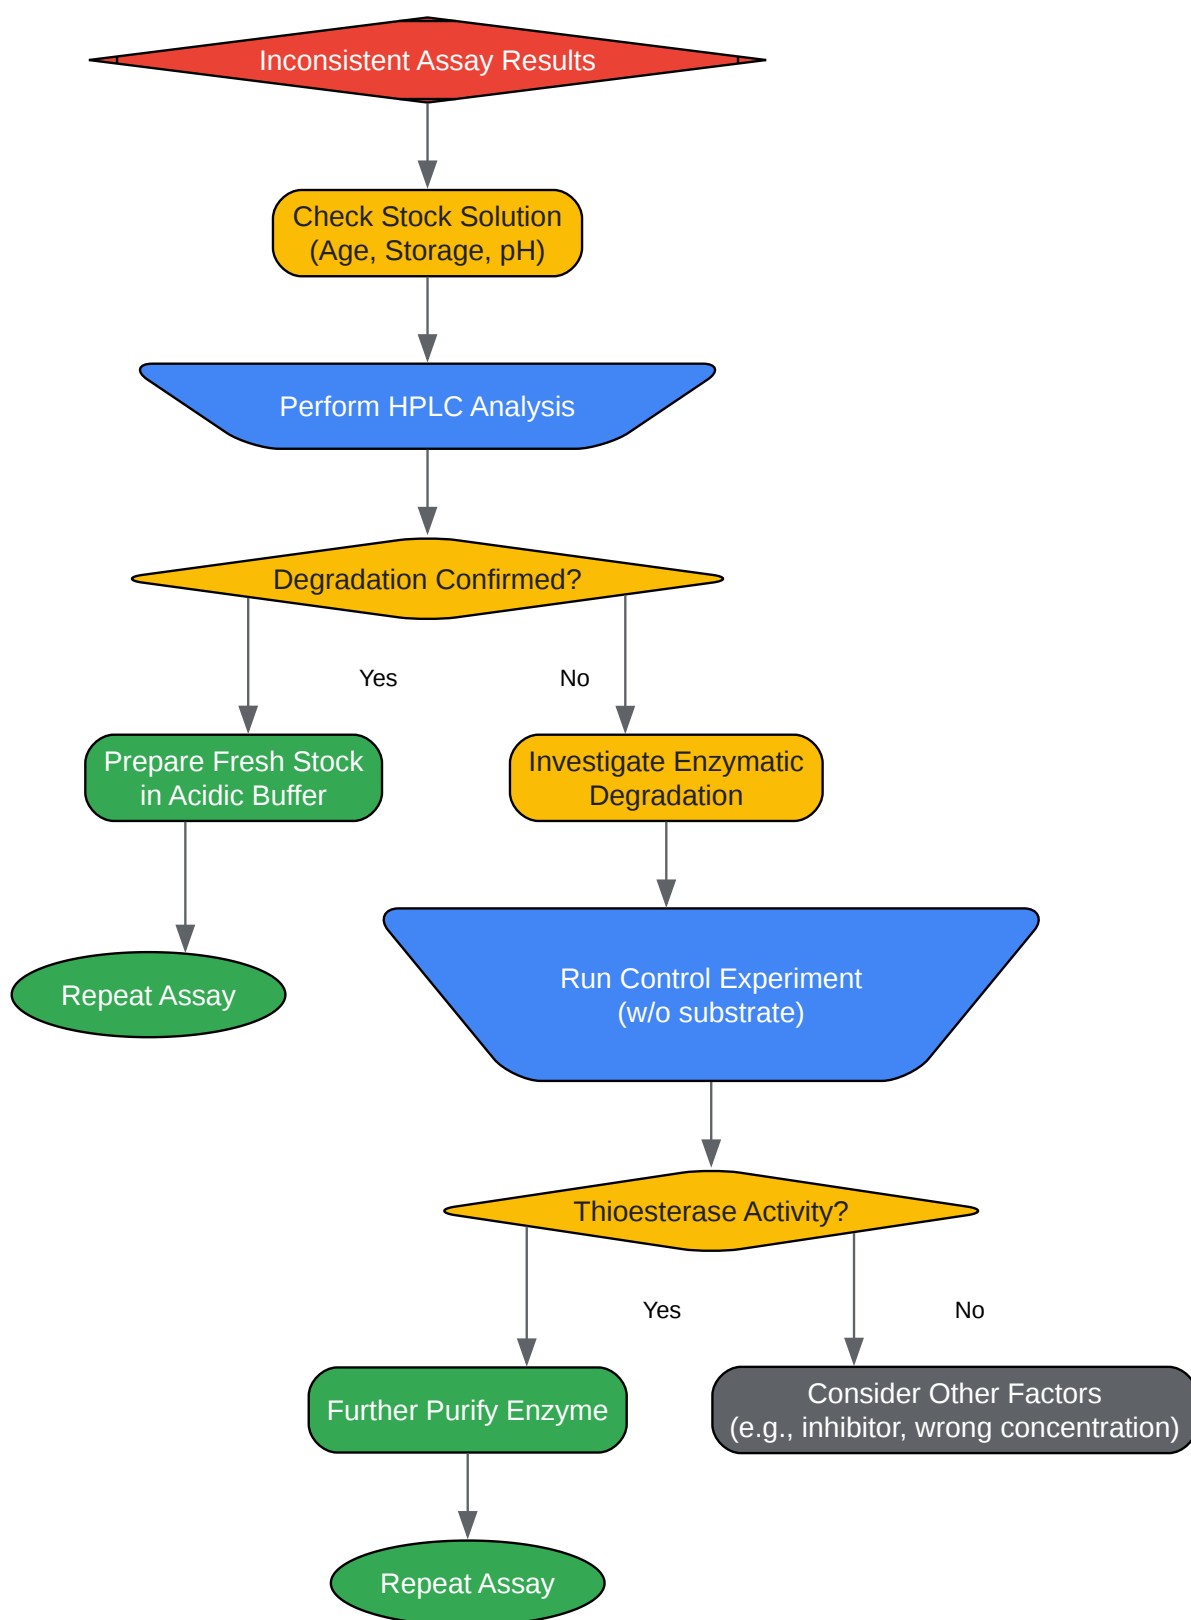 Inconsistent Assay Results
Check Stock Solution
(Age, Storage, pH)
Perform HPLC Analysis
Degradation Confirmed?
Yes
No
Prepare Fresh Stock
in Acidic Buffer
Investigate Enzymatic
Degradation
Repeat Assay
Run Control Experiment
(w/o substrate)
Thioesterase Activity?
Yes
No
Further Purify Enzyme
Consider Other Factors
(e.g., inhibitor, wrong concentration)
Repeat Assay